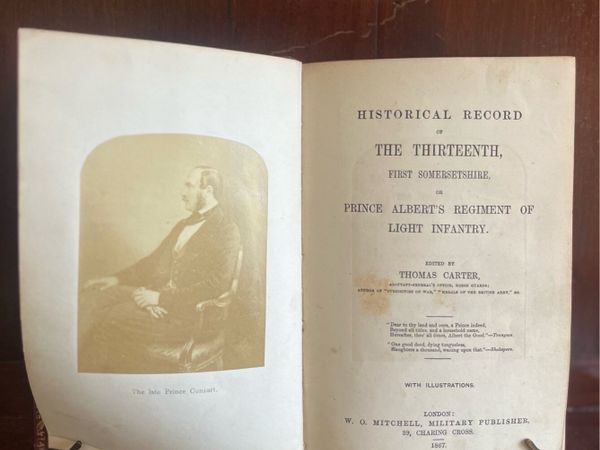 The late Prince Consort.
HISTORICAL RECORD
OF
THE THIRTEENTH,
FIRST SOMERSETSHIRE,
OR
PRINCE ALBERT'S REGIMENT OF
LIGHT INFANTRY.
EDITED BY
THOMAS CARTER,
ADJUTANT-GENERAL'S OFFICE, HORSE GUARDS;
AUTHOR OF "CURIOSITIES OF WAR," "MEDALS OF THE BRITISH ARMY," &c.
"Dear to thy land and ours, a Prince indeed,
Beyond all titles, and a household name,
Hereafter, thro' all times, Albert the Good."—Tennyson.
"One good deed, dying tongueless,
Slaughters a thousand, waiting upon that."—Shakspere.
WITH ILLUSTRATIONS.
LONDON:
W. O. MITCHELL, MILITARY PUBLISHER,
39, CHARING CROSS.
1867.